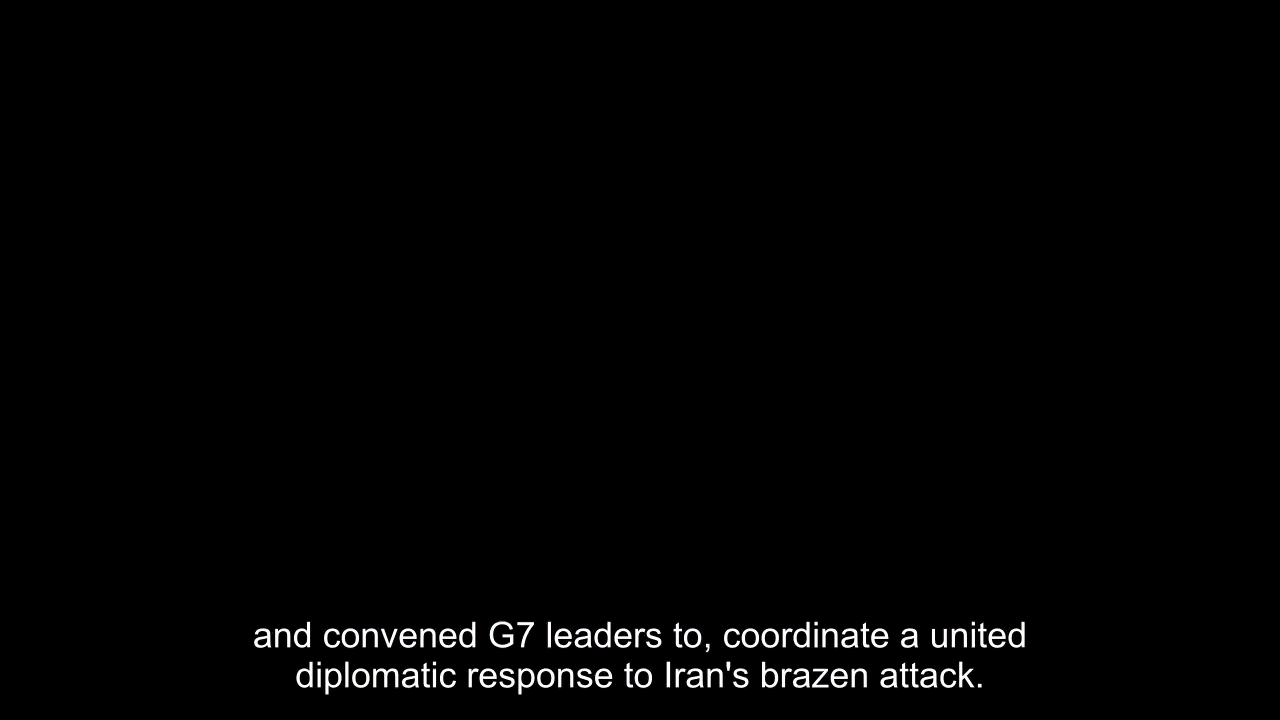 and convened G7 leaders to, coordinate a united
diplomatic response to Iran's brazen attack.